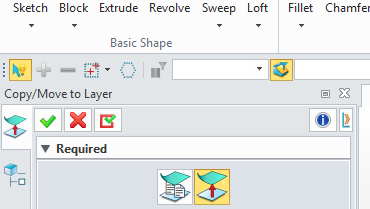 Sketch Block Extrude Revolve Sweep Loft Fillet Chamfer
Basic Shape
Copy/Move to Layer
Required